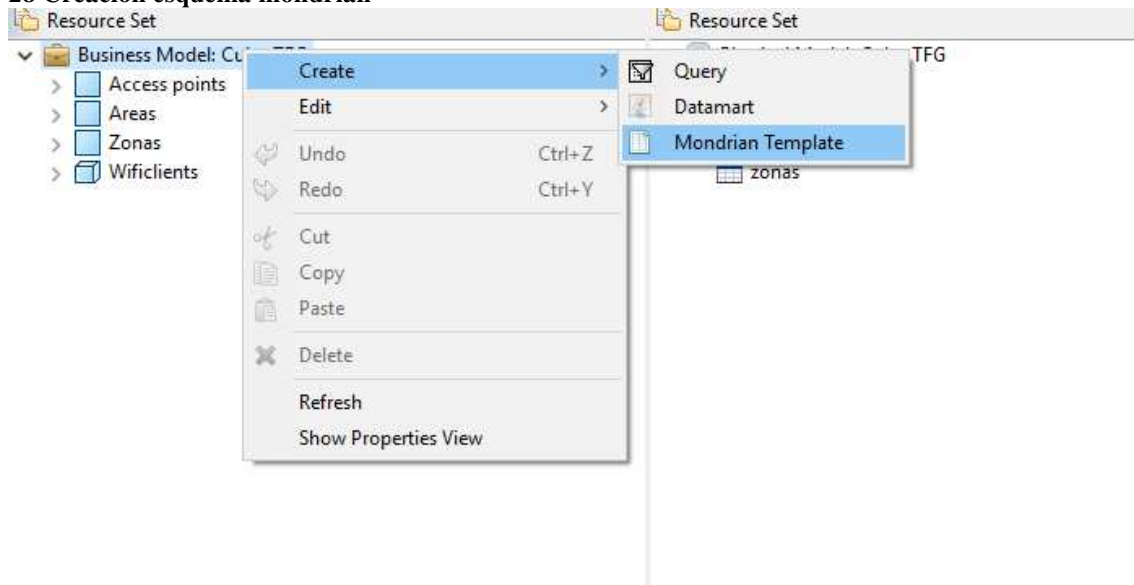 Resource Set
Business Model:
Access points
Areas
Zonas
Wificlients
Create
Edit
Undo Ctrl+Z
Redo Ctrl+Y
Cut
Copy
Paste
Delete
Refresh
Show Properties View
Query
Datamart
Mondrian Template
Resource Set
TFG
zonas